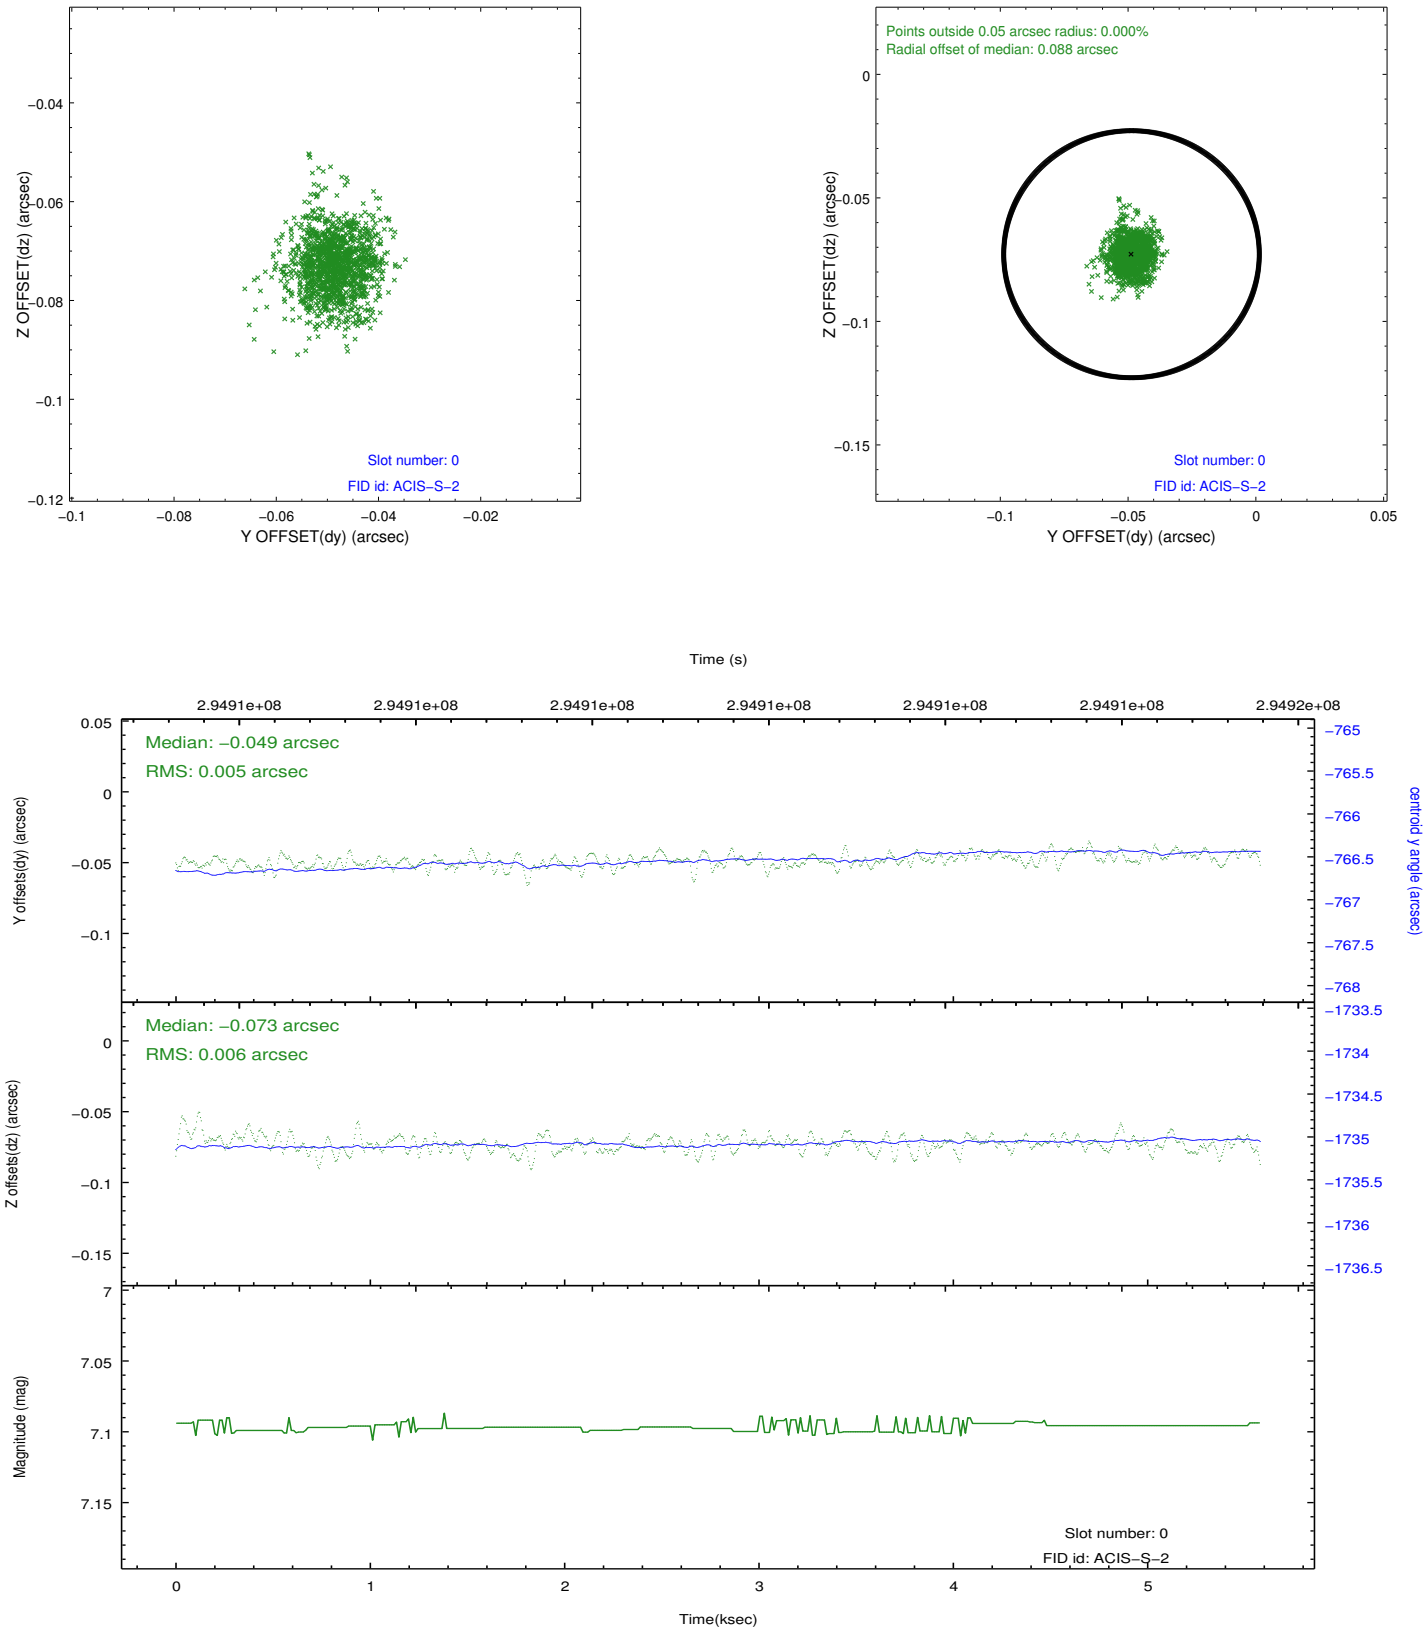 −0.04
−0.06
−0.08
−0.1
−0.12
Z OFFSET(dz) (arcsec)
−0.1
−0.08
−0.06
−0.04
−0.02
Y OFFSET(dy) (arcsec)
Slot number: 0
FID id: ACIS−S−2
Points outside 0.05 arcsec radius: 0.000%
Radial offset of median: 0.088 arcsec
0
−0.05
−0.1
−0.15
Z OFFSET(dz) (arcsec)
Slot number: 0
FID id: ACIS−S−2
−0.1
−0.05
0
0.05
Y OFFSET(dy) (arcsec)
Time (s)
2.9491e+08
2.9491e+08
2.9491e+08
2.9491e+08
2.9491e+08
2.9491e+08
2.9492e+08
Median: −0.049 arcsec
RMS: 0.005 arcsec
0.05
0
−0.05
−0.1
Y offsets(dy) (arcsec)
−765
−765.5
−766
−766.5
−767
−767.5
−768
centroid y angle (arcsec)
Median: −0.073 arcsec
RMS: 0.006 arcsec
0
−0.05
−0.1
−0.15
Z offsets(dz) (arcsec)
−1733.5
−1734
−1734.5
−1735
−1735.5
−1736
−1736.5
7
7.05
7.1
7.15
Magnitude (mag)
Slot number: 0
FID id: ACIS−S−2
0
1
2
3
4
5
Time(ksec)